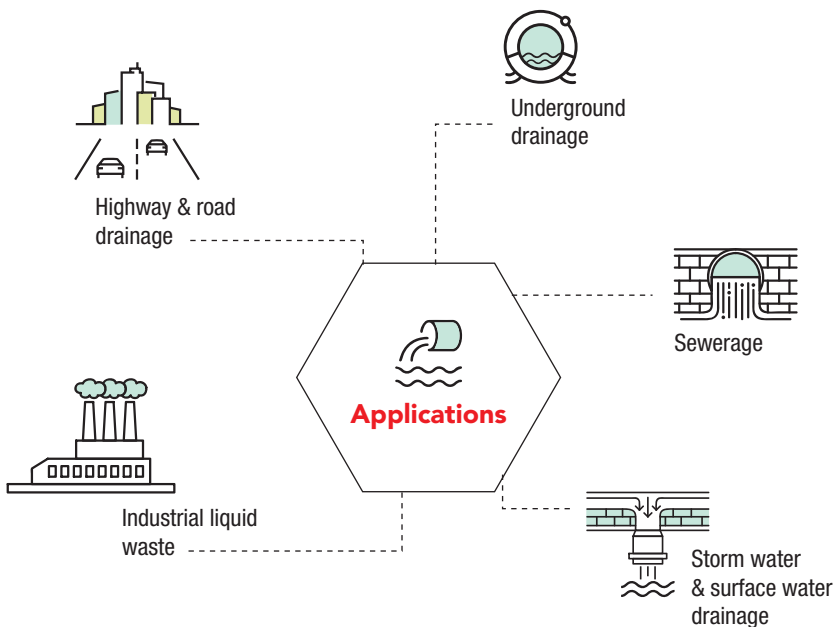 Underground
drainage
Highway & road
drainage
Sewerage
Applications
Industrial liquid
waste
Storm water
& surface water
drainage